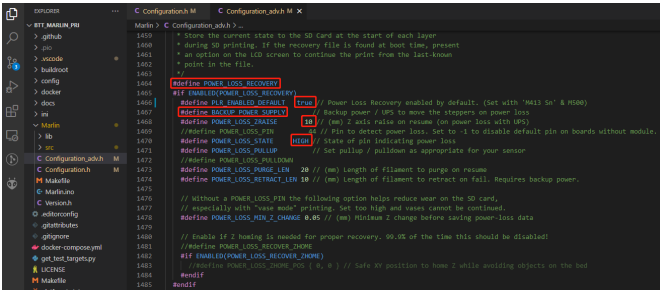 EXPLORER
BTT_MARLIN_PRJ
.github
.pio
.vscode
buildroot
config
docker
docs
ini
Marlin
lib
src
C Configuration_adv.h M
C Configuration.h M
M Makefile
Marlin.ino
C Version.h
.editorconfig
.gitattributes
.gitignore
docker-compose.yml
get_test_targets.py
LICENSE
M Makefile
C Configuration.h M
C Configuration_adv.h M ×
Marlin > C Configuration_adv.h > ...
1459 * Store the current state to the SD Card at the start of each layer
1460 * during SD printing. If the recovery file is found at boot time, present
1461 * an option on the LCD screen to continue the print from the last-known
1462 * point in the file.
1463 */
1464 #define POWER_LOSS_RECOVERY
1465 #if ENABLED(POWER_LOSS_RECOVERY)
1466 #define PLR_ENABLED_DEFAULT true // Power Loss Recovery enabled by default. (Set with 'M413 Sn' & M500)
1467 #define BACKUP_POWER_SUPPLY // Backup power / UPS to move the steppers on power loss
1468 #define POWER_LOSS_ZRAISE 10 // (mm) Z axis raise on resume (on power loss with UPS)
1469 //#define POWER_LOSS_PIN 44 // Pin to detect power loss. Set to -1 to disable default pin on boards without module.
1470 #define POWER_LOSS_STATE HIGH // State of pin indicating power loss
1471 #define POWER_LOSS_PULLUP // Set pullup / pulldown as appropriate for your sensor
1472 //#define POWER_LOSS_PULLDOWN
1473 #define POWER_LOSS_PURGE_LEN 20 // (mm) Length of filament to purge on resume
1474 #define POWER_LOSS_RETRACT_LEN 10 // (mm) Length of filament to retract on fail. Requires backup power.
1475
1476 // Without a POWER_LOSS_PIN the following option helps reduce wear on the SD card,
1477 // especially with "vase mode" printing. Set too high and vases cannot be continued.
1478 #define POWER_LOSS_MIN_Z_CHANGE 0.05 // (mm) Minimum Z change before saving power-loss data
1479
1480 // Enable if Z homing is needed for proper recovery. 99.9% of the time this should be disabled!
1481 //#define POWER_LOSS_RECOVER_ZHOME
1482 #if ENABLED(POWER_LOSS_RECOVER_ZHOME)
1483 //#define POWER_LOSS_ZHOME_POS { 0, 0 } // Safe XY position to home Z while avoiding objects on the bed
1484 #endif
1485 #endif